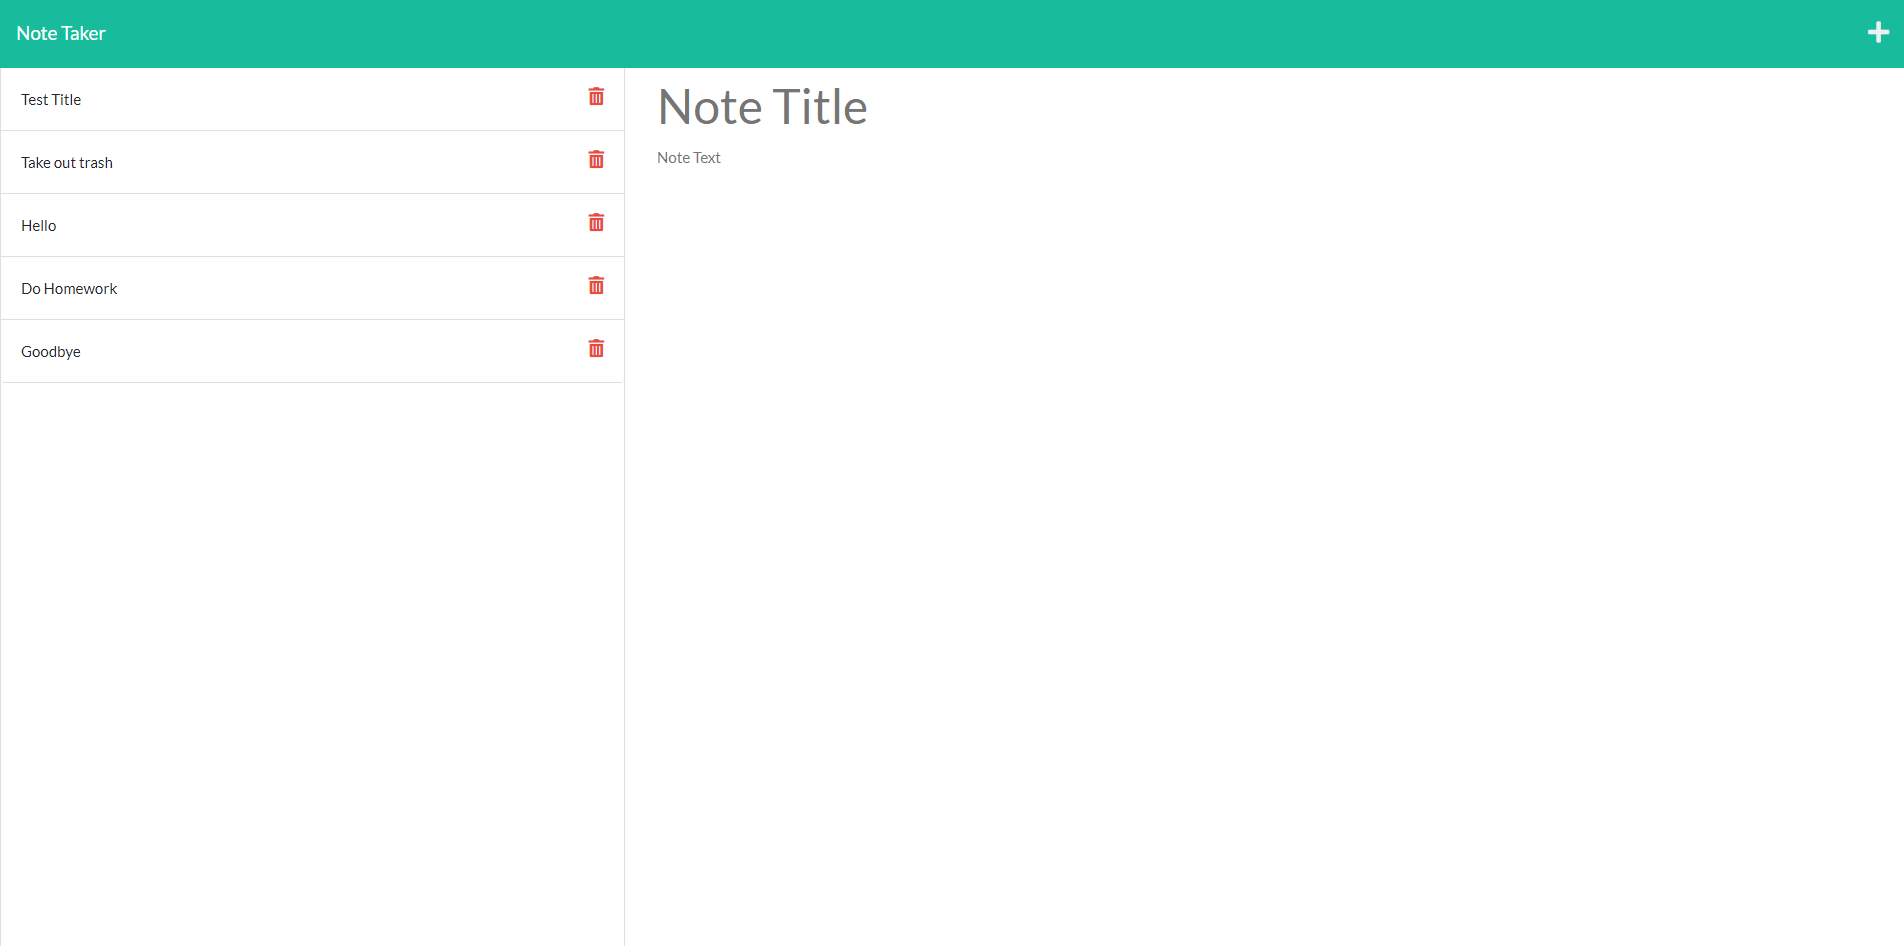 Note Taker
Test Title
Take out trash
Hello
Do Homework
Goodbye
Note Title
Note Text